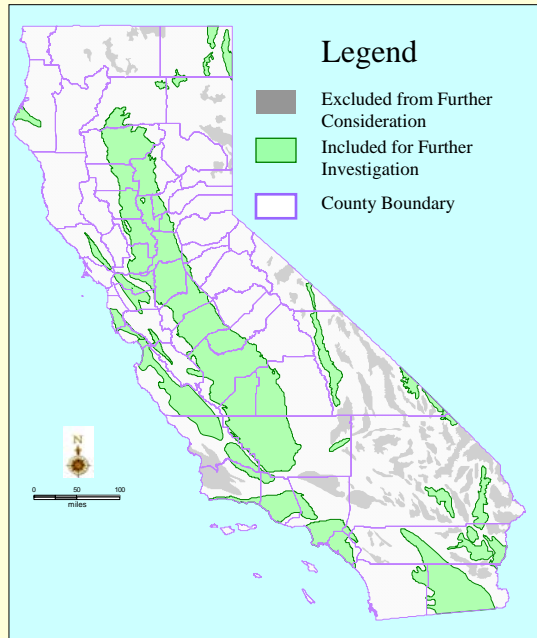 Legend
Excluded from Further
Consideration
Included for Further
Investigation
County Boundary
N
0 50 100
miles